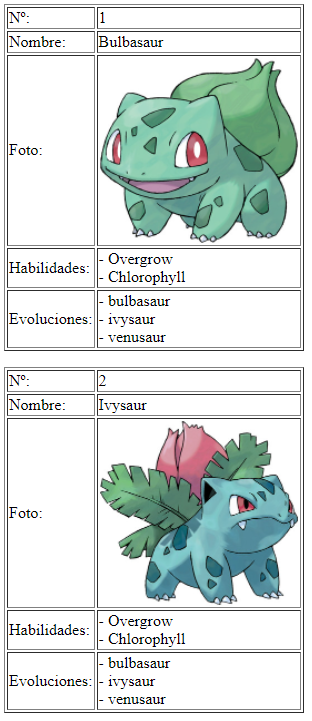 Nº: 1
Nombre: Bulbasaur
Foto:
Habilidades: - Overgrow
- Chlorophyll
Evoluciones: - bulbasaur
- ivysaur
- venusaur
Nº: 2
Nombre: Ivysaur
Foto:
Habilidades: - Overgrow
- Chlorophyll
Evoluciones: - bulbasaur
- ivysaur
- venusaur